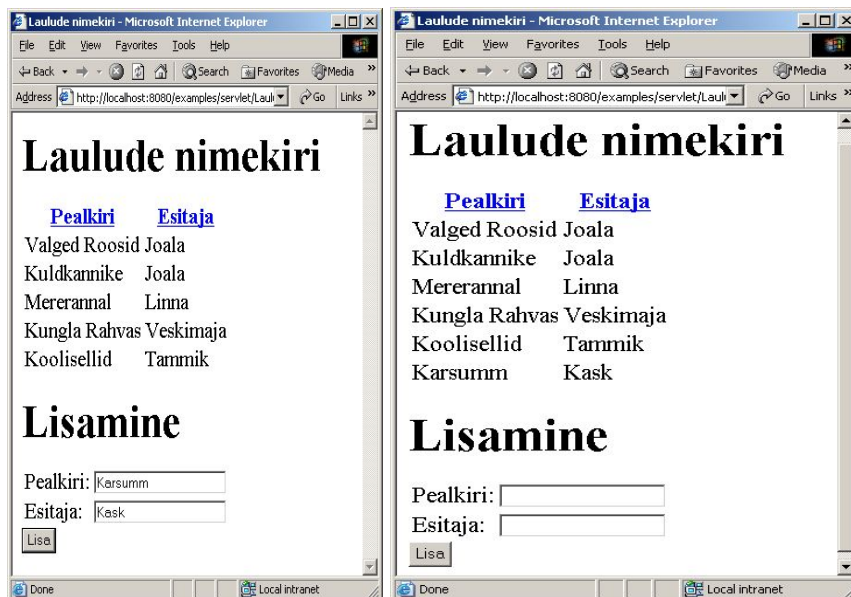 Laulude nimekiri - Microsoft Internet Explorer
File Edit View Favorites Tools Help
Back Search Favorites Media »
Address http://localhost:8080/examples/servlet/Laul Go Links »
Laulude nimekiri
Pealkiri Esitaja
Valged Roosid Joala
Kuldkannike Joala
Mererannal Linna
Kungla Rahvas Veskimaja
Koolisellid Tammik
Lisamine
Pealkiri: Karsumm
Esitaja: Kask
Lisa
Done Local intranet
Laulude nimekiri - Microsoft Internet Explorer
File Edit View Favorites Tools Help
Back Search Favorites Media »
Address http://localhost:8080/examples/servlet/Laul Go Links »
Laulude nimekiri
Pealkiri Esitaja
Valged Roosid Joala
Kuldkannike Joala
Mererannal Linna
Kungla Rahvas Veskimaja
Koolisellid Tammik
Karsumm Kask
Lisamine
Pealkiri:
Esitaja:
Lisa
Done Local intranet